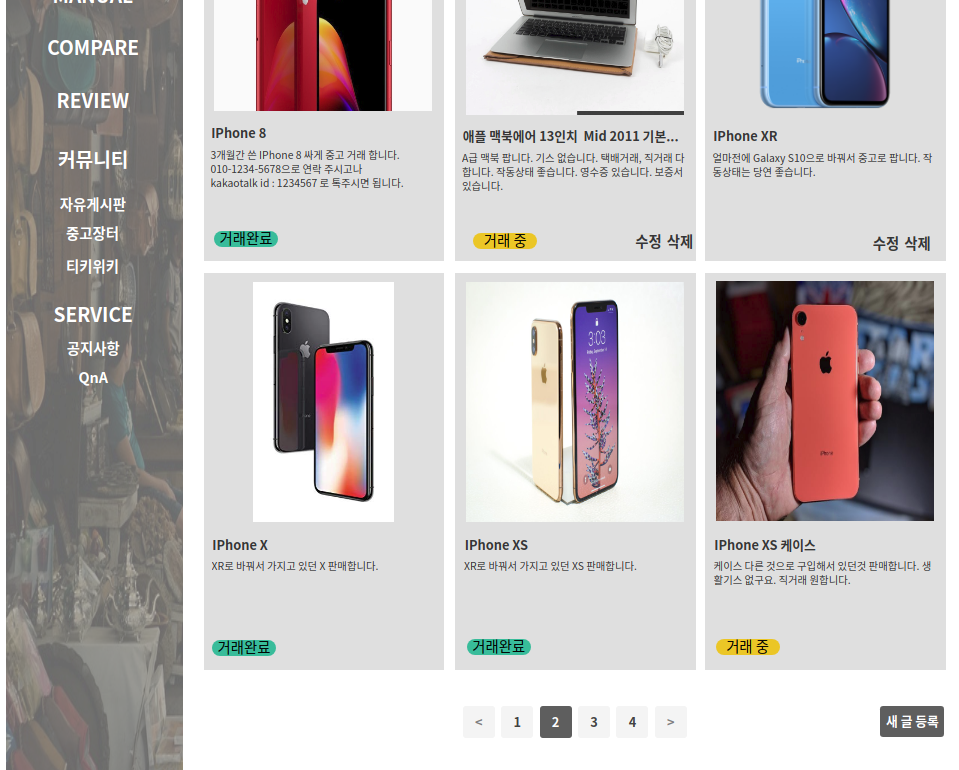 MANUAL
COMPARE
REVIEW
커뮤니티
자유게시판
중고장터
티키위키
SERVICE
공지사항
QnA
IPhone 8
3개월간 쓴 IPhone 8 싸게 중고 거래 합니다.
010-1234-5678으로 연락 주시고나
kakaotalk id : 1234567 로 톡주시면 됩니다.
거래완료
애플 맥북에어 13인치 Mid 2011 기본...
A급 맥북 팝니다. 기스 없습니다. 택배거래, 직거래 다
합니다. 작동상태 좋습니다. 영수증 있습니다. 보증서
있습니다.
거래 중
수정 삭제
IPhone XR
얼마전에 Galaxy S10으로 바꿔서 중고로 팝니다. 작
동상태는 당연 좋습니다.
수정 삭제
IPhone X
XR로 바꿔서 가지고 있던 X 판매합니다.
거래완료
3:03
IPhone XS
XR로 바꿔서 가지고 있던 XS 판매합니다.
거래완료
iPhone
IPhone XS 케이스
케이스 다른 것으로 구입해서 있던것 판매합니다. 생
활기스 없구요. 직거래 원합니다.
거래 중
< 1 2 3 4 >
새 글 등록